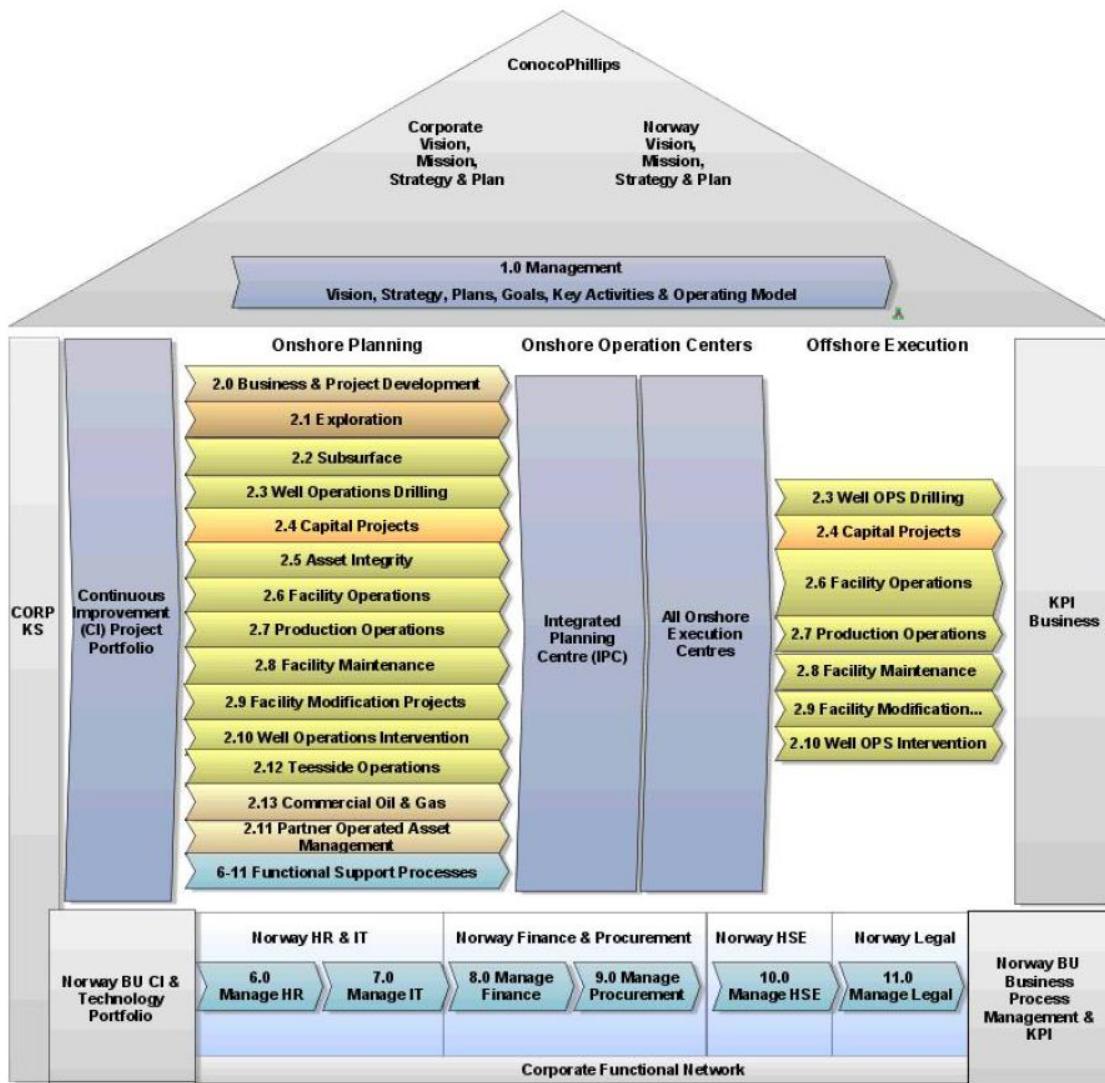 ConocoPhillips
Corporate
Vision,
Mission,
Strategy & Plan
Norway
Vision,
Mission,
Strategy & Plan
1.0 Management
Vision, Strategy, Plans, Goals, Key Activities & Operating Model
CORP
KS
Continuous
Improvement
(CI) Project
Portfolio
Onshore Planning
2.0 Business & Project Development
2.1 Exploration
2.2 Subsurface
2.3 Well Operations Drilling
2.4 Capital Projects
2.5 Asset Integrity
2.6 Facility Operations
2.7 Production Operations
2.8 Facility Maintenance
2.9 Facility Modification Projects
2.10 Well Operations Intervention
2.12 Teesside Operations
2.13 Commercial Oil & Gas
2.11 Partner Operated Asset
Management
6-11 Functional Support Processes
Onshore Operation Centers
Integrated
Planning
Centre (IPC)
All Onshore
Execution
Centres
Offshore Execution
2.3 Well OPS Drilling
2.4 Capital Projects
2.6 Facility Operations
2.7 Production Operations
2.8 Facility Maintenance
2.9 Facility Modification...
2.10 Well OPS Intervention
KPI
Business
Norway BU CI &
Technology
Portfolio
Norway HR & IT
6.0
Manage HR
7.0
Manage IT
Norway Finance & Procurement
8.0 Manage
Finance
9.0 Manage
Procurement
Norway HSE
10.0
Manage HSE
Norway Legal
11.0
Manage Legal
Norway BU
Business
Process
Management &
KPI
Corporate Functional Network